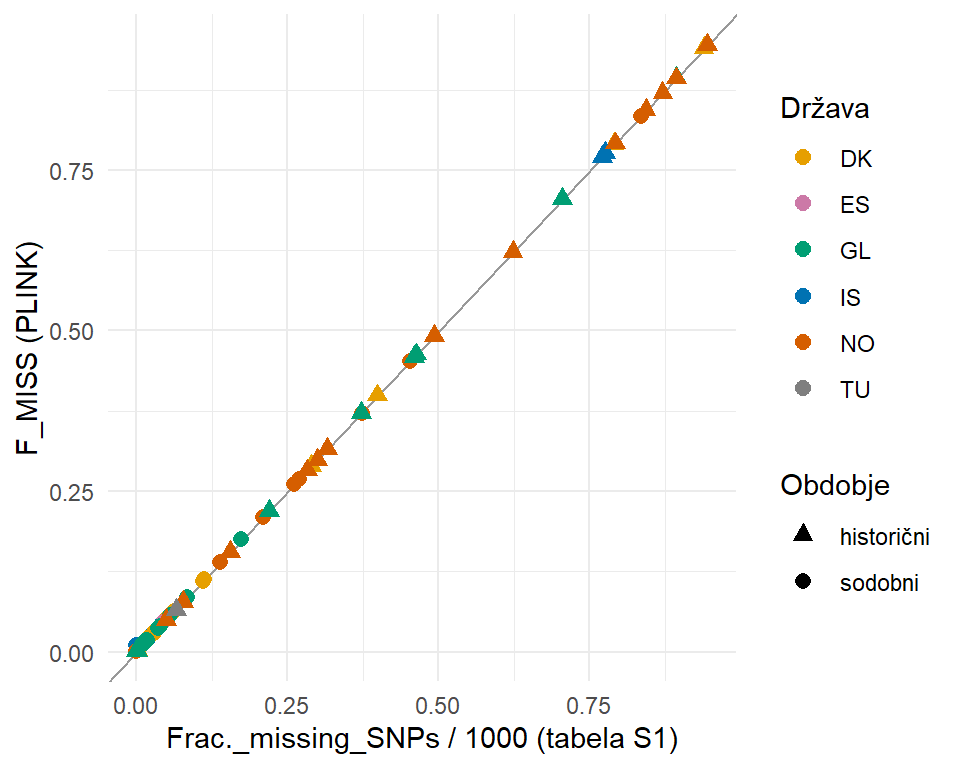 F_MISS (PLINK)
0.75
0.50
0.25
0.00
0.00 0.25 0.50 0.75
Frac._missing_SNPs / 1000 (tabela S1)
Država
DK
ES
GL
IS
NO
TU
Obdobje
historični
sodobni